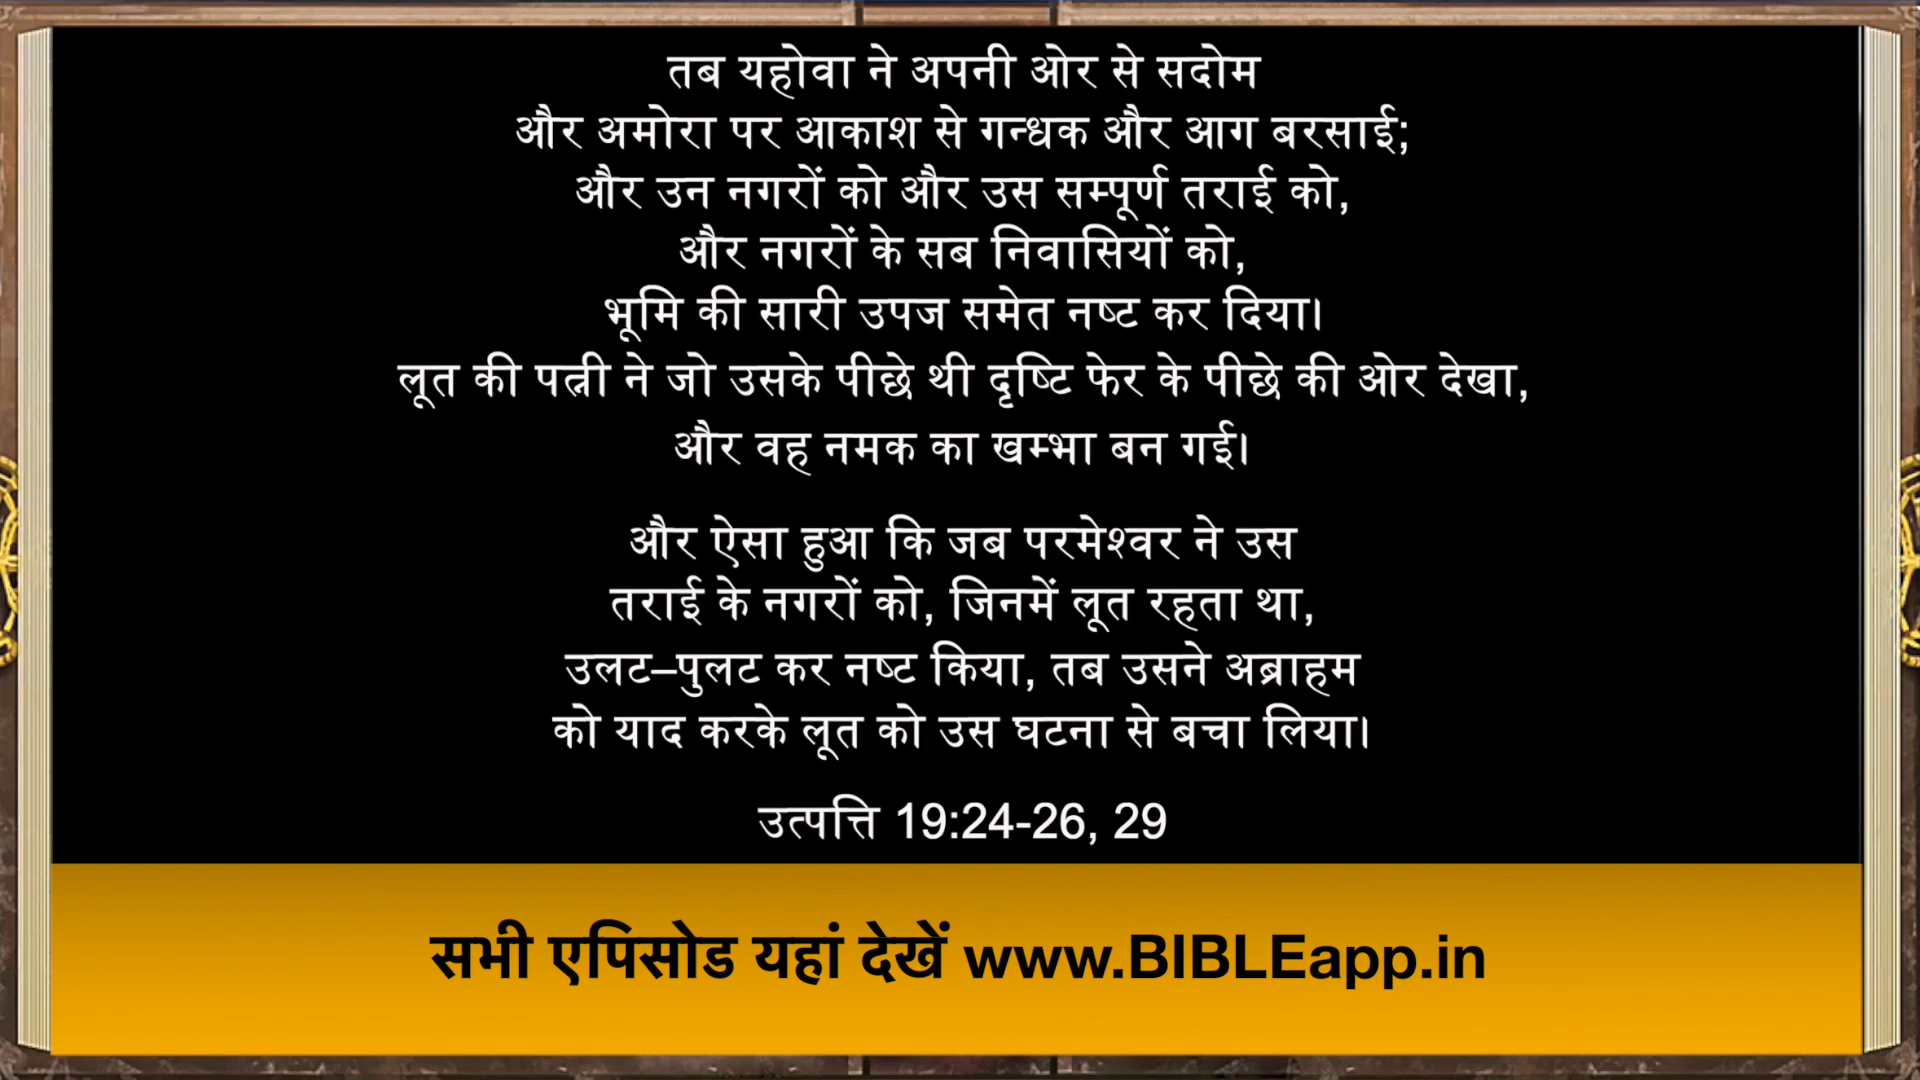 तब यहोवा ने अपनी ओर से सदोम
और अमोरा पर आकाश से गन्धक और आग बरसाई;
और उन नगरों को और उस सम्पूर्ण तराई को,
और नगरों के सब निवासियों को,
भूमि की सारी उपज समेत नष्ट कर दिया।
लूत की पत्नी ने जो उसके पीछे थी दृष्टि फेर के पीछे की ओर देखा,
और वह नमक का खम्भा बन गई।
और ऐसा हुआ कि जब परमेश्वर ने उस
तराई के नगरों को, जिनमें लूत रहता था,
उलट–पुलट कर नष्ट किया, तब उसने अब्राहम
को याद करके लूत को उस घटना से बचा लिया।
उत्पत्ति 19:24-26, 29
सभी एपिसोड यहां देखें www.BIBLEapp.in